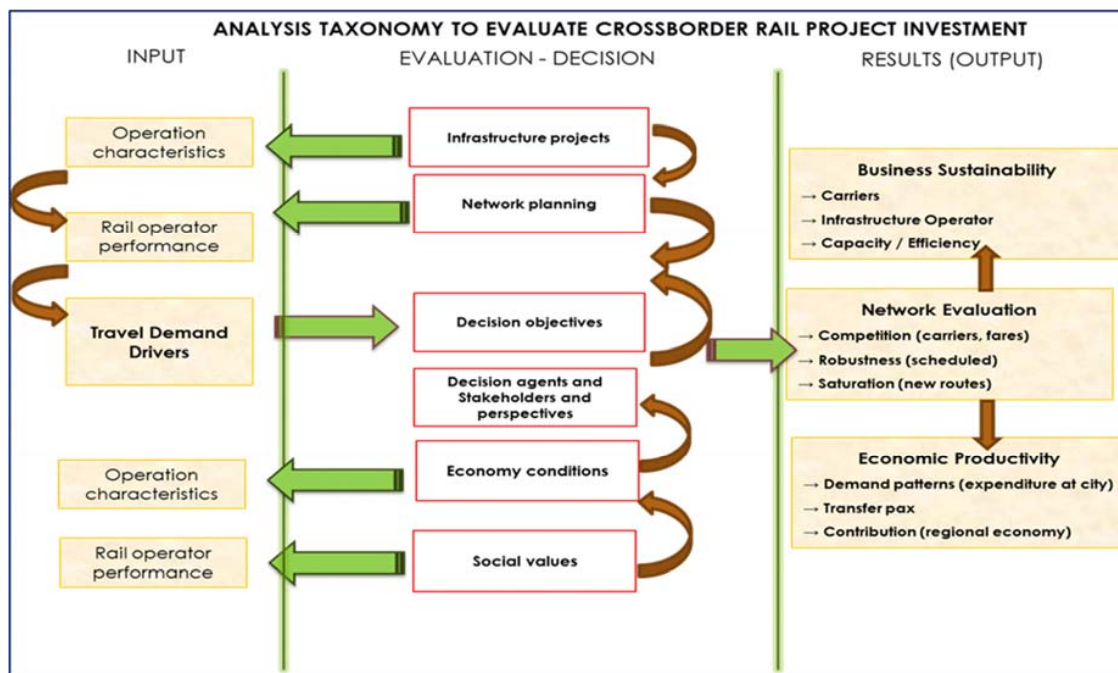 ANALYSIS TAXONOMY TO EVALUATE CROSSBORDER RAIL PROJECT INVESTMENT
INPUT
EVALUATION - DECISION
RESULTS (OUTPUT)
Operation
characteristics
Rail operator
performance
Travel Demand
Drivers
Operation
characteristics
Rail operator
performance
Infrastructure projects
Network planning
Decision objectives
Decision agents and
Stakeholders and
perspectives
Economy conditions
Social values
Business Sustainability
→ Carriers
→ Infrastructure Operator
→ Capacity / Efficiency
Network Evaluation
→ Competition (carriers, fares)
→ Robustness (scheduled)
→ Saturation (new routes)
Economic Productivity
→ Demand patterns (expenditure at city)
→ Transfer pax
→ Contribution (regional economy)